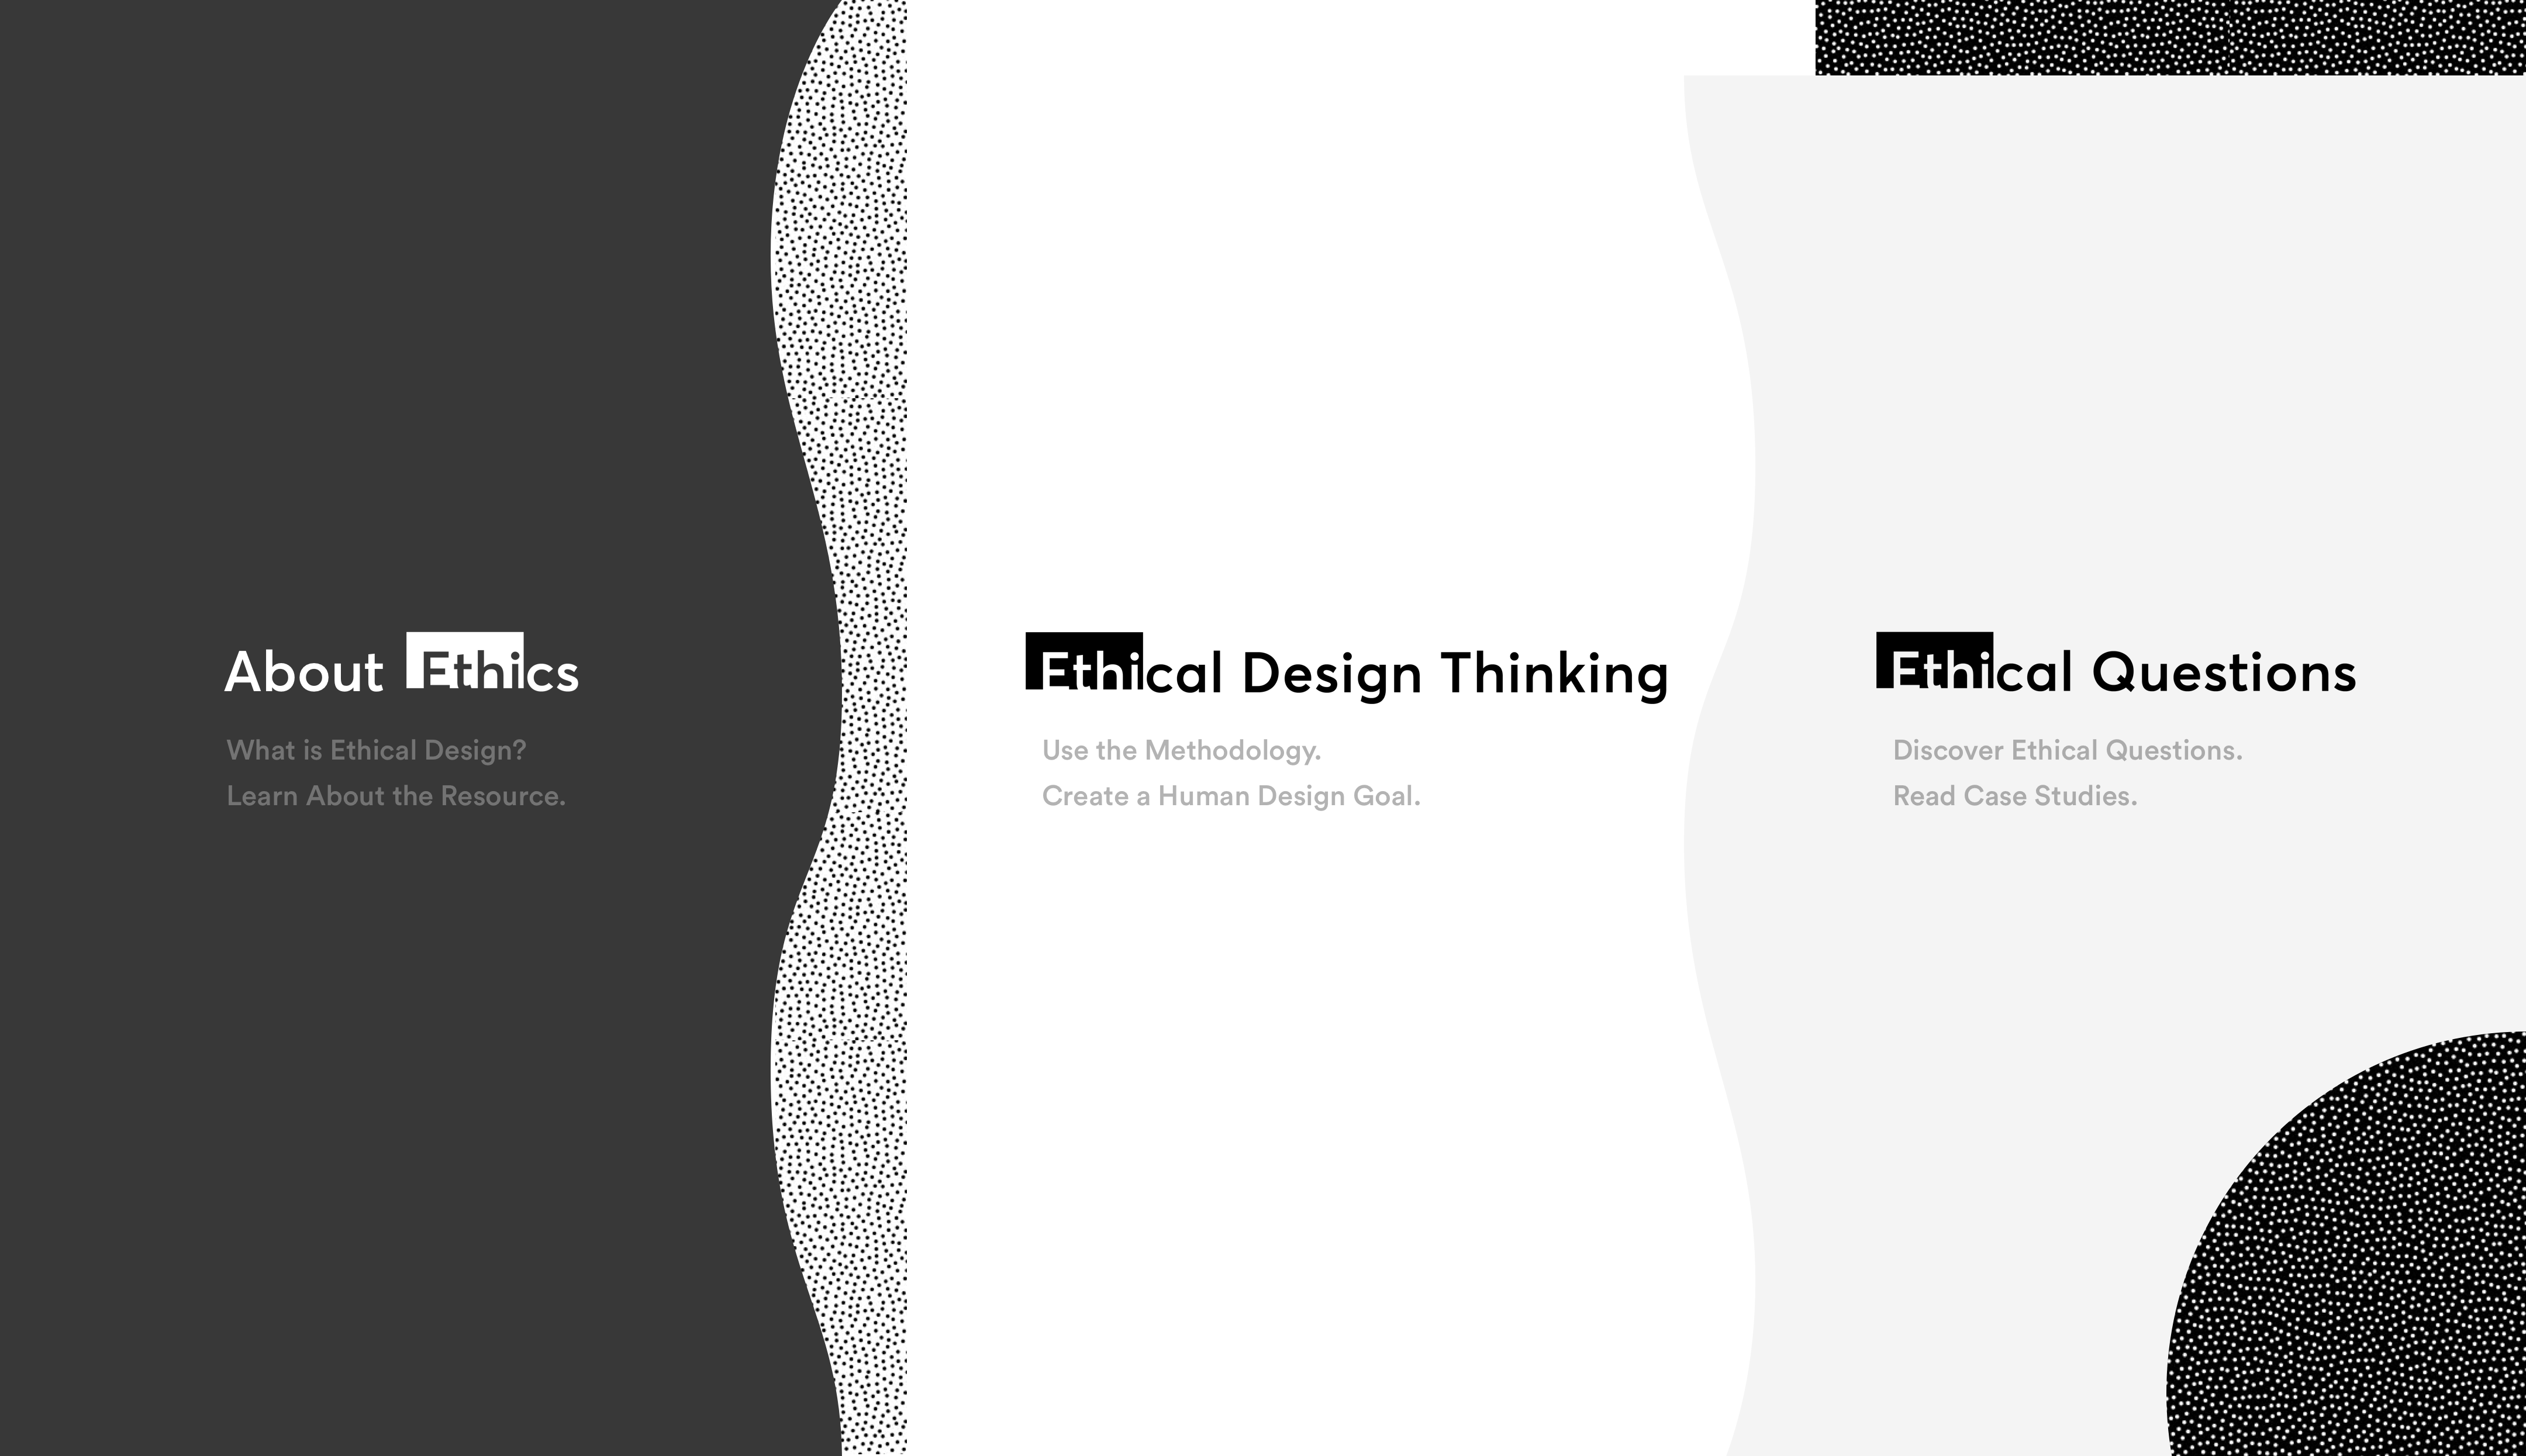 About Ethics
What is Ethical Design?
Learn About the Resource.
Ethical Design Thinking
Use the Methodology.
Create a Human Design Goal.
Ethical Questions
Discover Ethical Questions.
Read Case Studies.